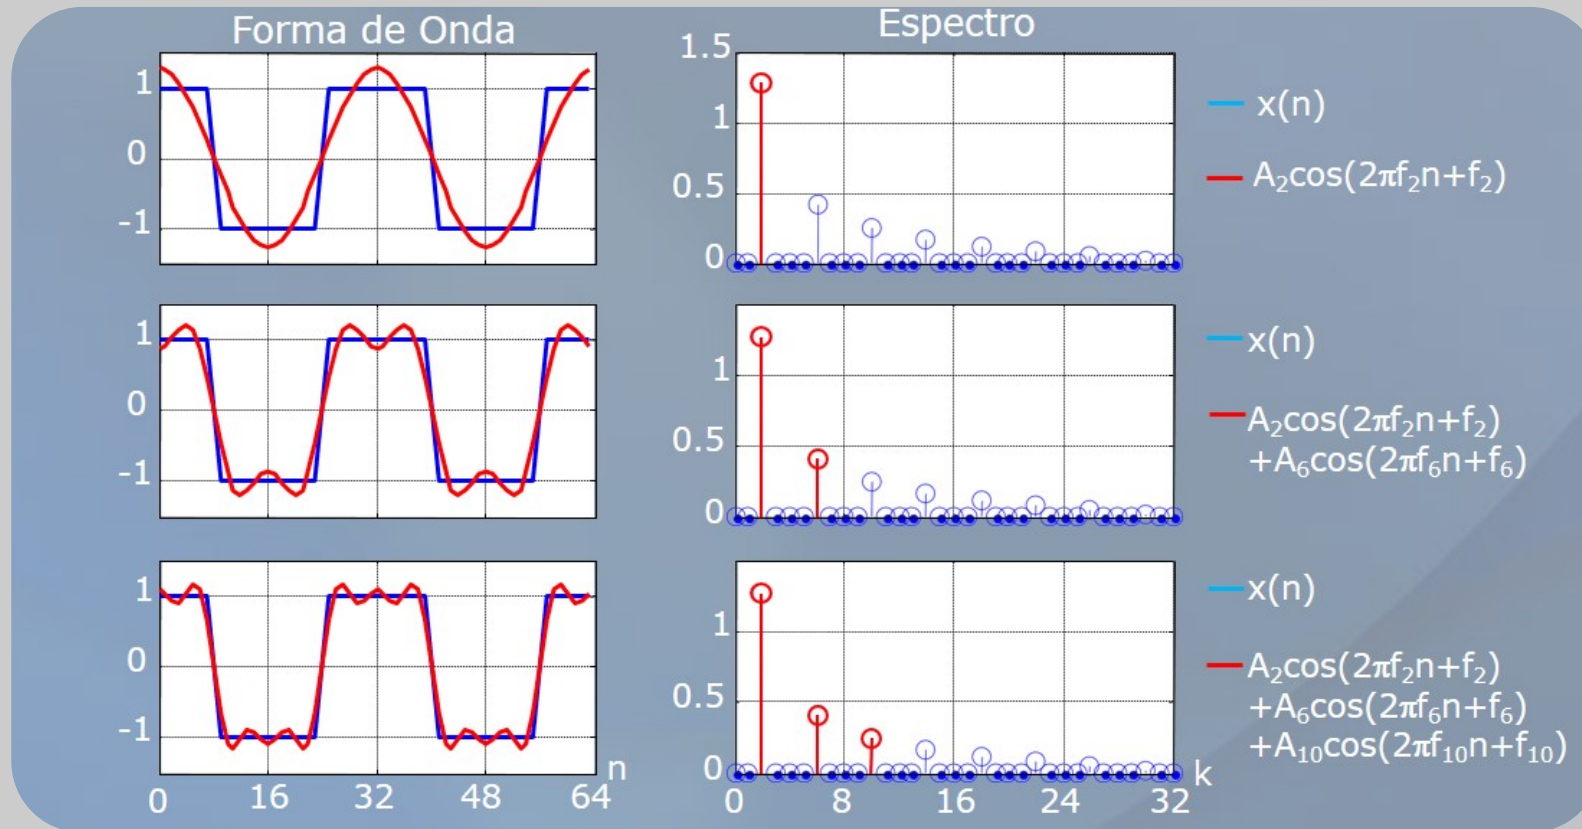 Forma de Onda
Espectro
1
0
-1
1.5
1
0.5
0
x(n)
A₂cos(2πf₂n+f₂)
1
0
-1
1
0.5
0
x(n)
A₂cos(2πf₂n+f₂)
+A₆cos(2πf₆n+f₆)
1
0
-1
0 16 32 48 64
n
1
0.5
0
0 8 16 24 32
k
x(n)
A₂cos(2πf₂n+f₂)
+A₆cos(2πf₆n+f₆)
+A₁₀cos(2πf₁₀n+f₁₀)